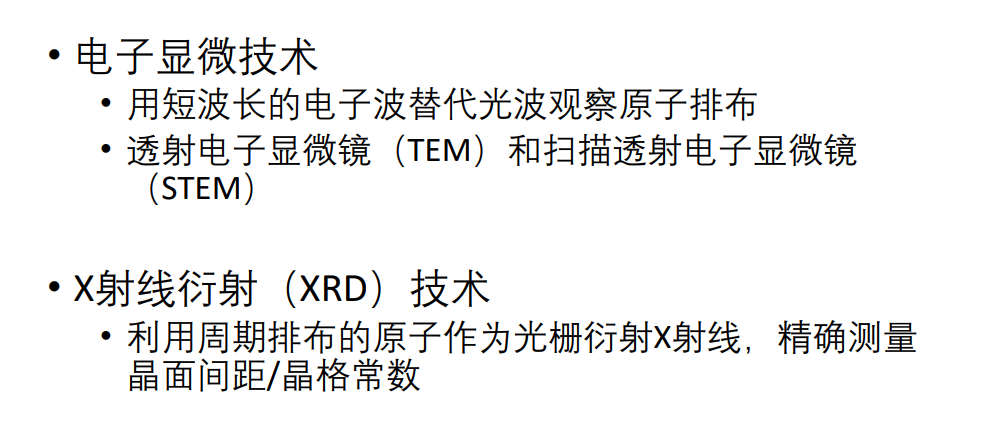 • 电子显微技术
• 用短波长的电子波替代光波观察原子排布
• 透射电子显微镜（TEM）和扫描透射电子显微镜
（STEM）
• X射线衍射（XRD）技术
• 利用周期排布的原子作为光栅衍射X射线，精确测量
晶面间距/晶格常数